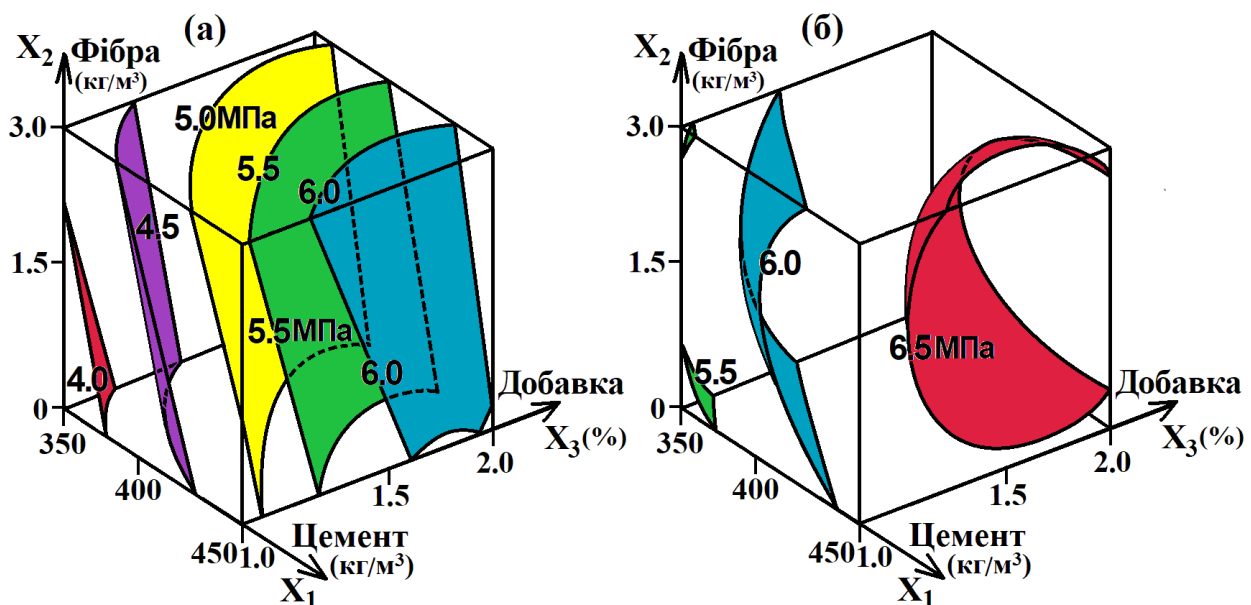 (а)
X₂
Фібра
(кг/м³)
3.0
5.0МПа
5.5
6.0
4.5
1.5
5.5МПа
4.0
6.0
Добавка
0
X₃(%)
350
2.0
400
1.5
Цемент
450
1.0
(кг/м³)
X₁
(б)
X₂
Фібра
(кг/м³)
3.0
1.5
6.0
6.5МПа
5.5
Добавка
0
X₃(%)
350
2.0
400
1.5
Цемент
450
1.0
(кг/м³)
X₁